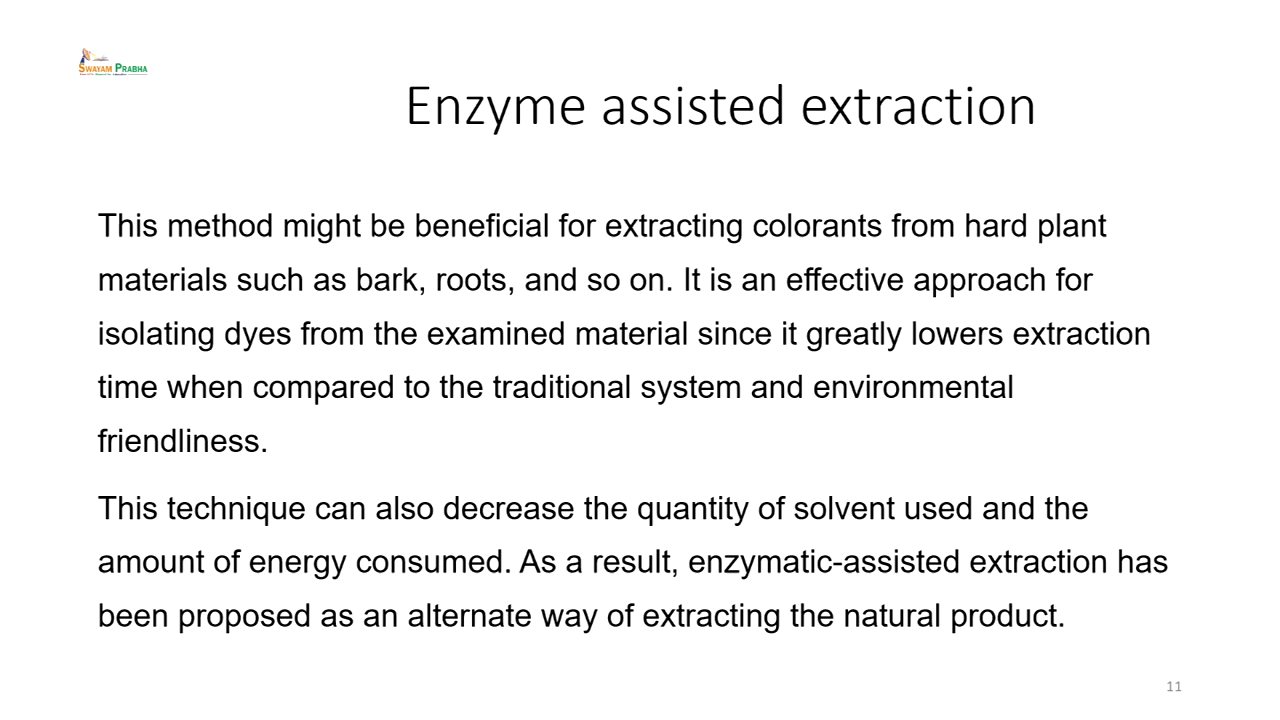 SWAYAM PRABHA
Enzyme assisted extraction
This method might be beneficial for extracting colorants from hard plant
materials such as bark, roots, and so on. It is an effective approach for
isolating dyes from the examined material since it greatly lowers extraction
time when compared to the traditional system and environmental
friendliness.
This technique can also decrease the quantity of solvent used and the
amount of energy consumed. As a result, enzymatic-assisted extraction has
been proposed as an alternate way of extracting the natural product.
11